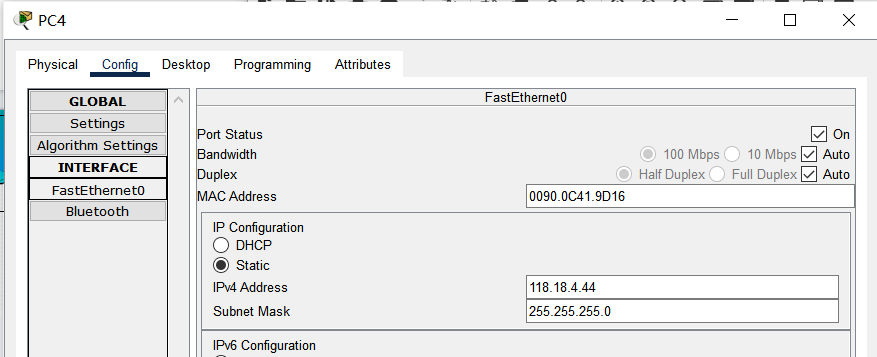 PC4
Physical Config Desktop Programming Attributes
GLOBAL
Settings
Algorithm Settings
INTERFACE
FastEthernet0
Bluetooth
FastEthernet0
Port Status On
Bandwidth 100 Mbps 10 Mbps Auto
Duplex Half Duplex Full Duplex Auto
MAC Address 0090.0C41.9D16
IP Configuration
DHCP
Static
IPv4 Address 118.18.4.44
Subnet Mask 255.255.255.0
IPv6 Configuration